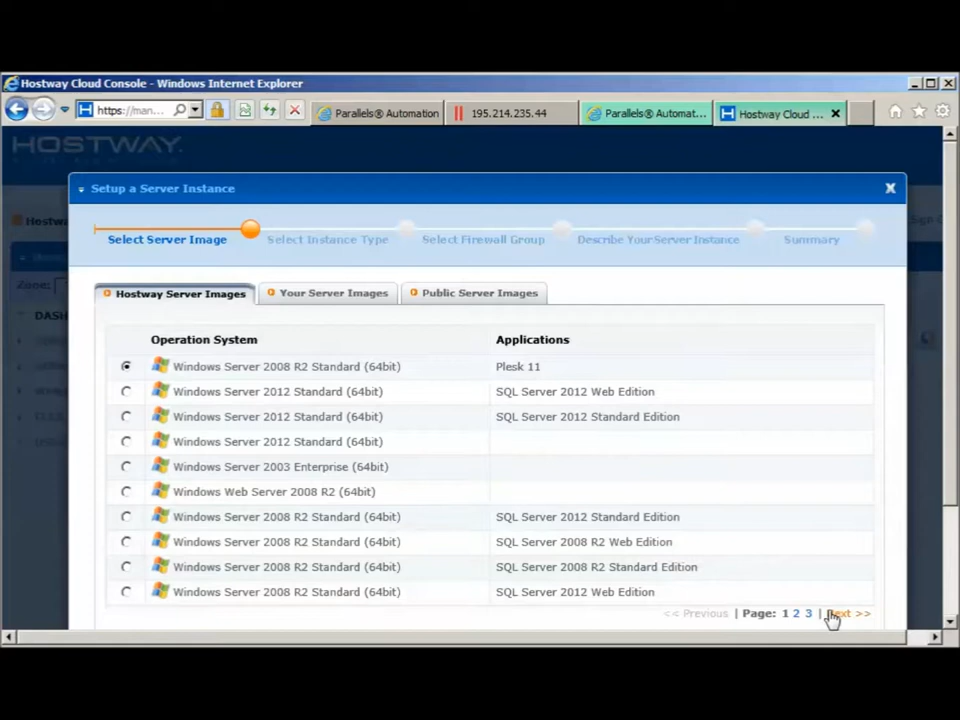 Hostway Cloud Console - Windows Internet Explorer
https://man...
Parallels® Automation
195.214.235.44
Parallels® Automat...
Hostway Cloud ...
HOSTWAY.
Setup a Server Instance
X
Select Server Image
Select Instance Type
Select Firewall Group
Describe Your Server Instance
Summary
Zone:
DASH
Hostway Server Images
Your Server Images
Public Server Images
Operation System Applications
Windows Server 2008 R2 Standard (64bit) Plesk 11
Windows Server 2012 Standard (64bit) SQL Server 2012 Web Edition
Windows Server 2012 Standard (64bit) SQL Server 2012 Standard Edition
Windows Server 2012 Standard (64bit)
Windows Server 2003 Enterprise (64bit)
Windows Web Server 2008 R2 (64bit)
Windows Server 2008 R2 Standard (64bit) SQL Server 2012 Standard Edition
Windows Server 2008 R2 Standard (64bit) SQL Server 2008 R2 Web Edition
Windows Server 2008 R2 Standard (64bit) SQL Server 2008 R2 Standard Edition
Windows Server 2008 R2 Standard (64bit) SQL Server 2012 Web Edition
<< Previous | Page: 1 2 3 | Next >>